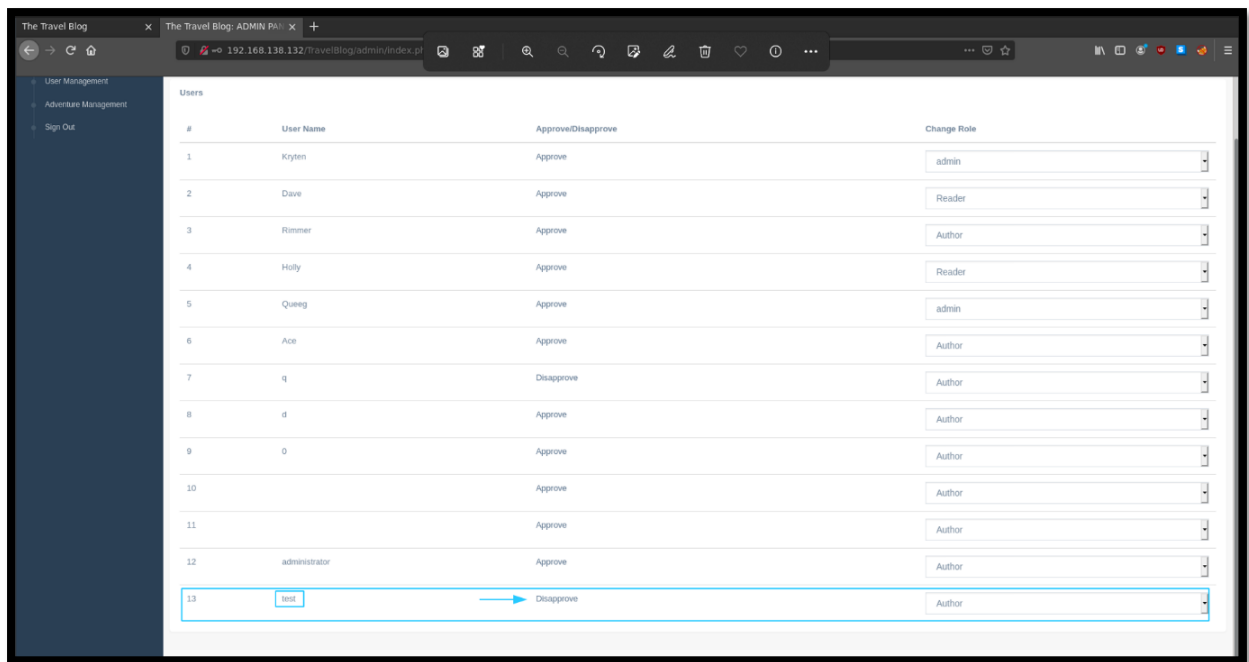 The Travel Blog
The Travel Blog: ADMIN PAN
192.168.138.132/TravelBlog/admin/index.ph
User Management
Adventure Management
Sign Out
Users
# User Name Approve/Disapprove Change Role
1 Kryten Approve admin
2 Dave Approve Reader
3 Rimmer Approve Author
4 Holly Approve Reader
5 Queeg Approve admin
6 Ace Approve Author
7 q Disapprove Author
8 d Approve Author
9 0 Approve Author
10 Approve Author
11 Approve Author
12 administrator Approve Author
13 test Disapprove Author